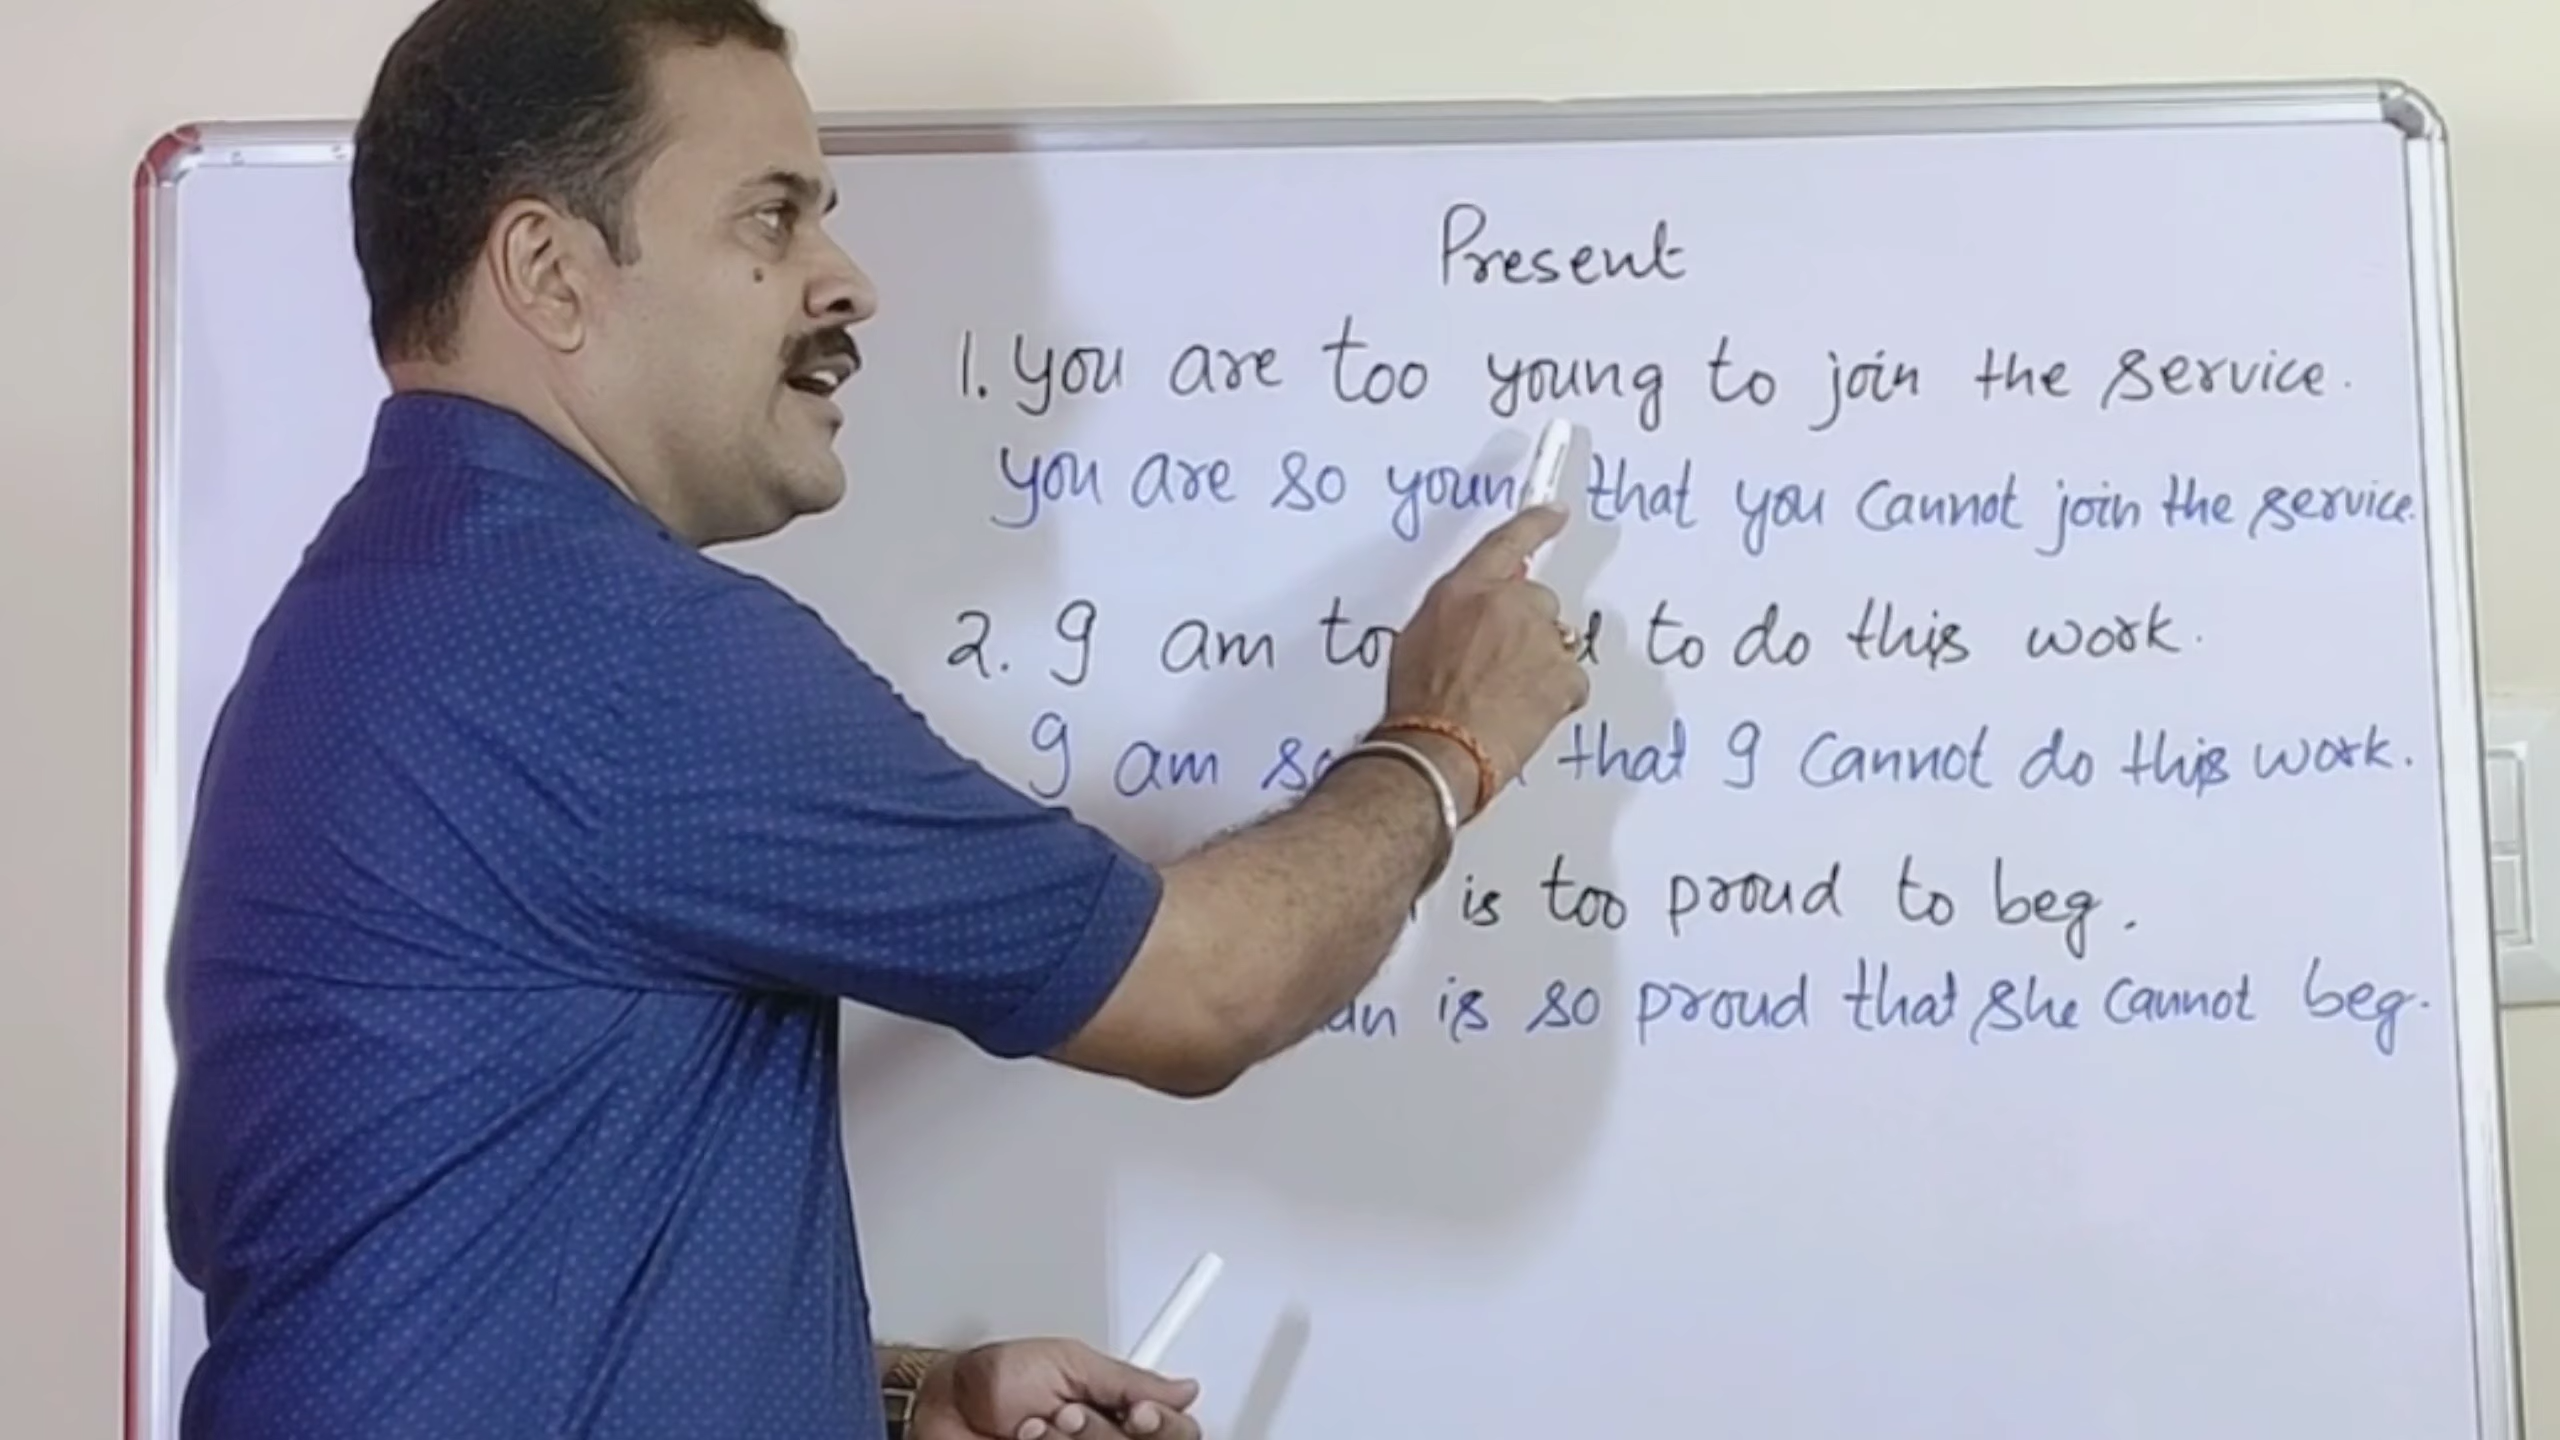 Present
1. you are too young to join the service.
you are so young that you cannot join the service.
2. I am to to do this work.
I am so that I cannot do this work.
is too proud to beg.
is so proud that she cannot beg.